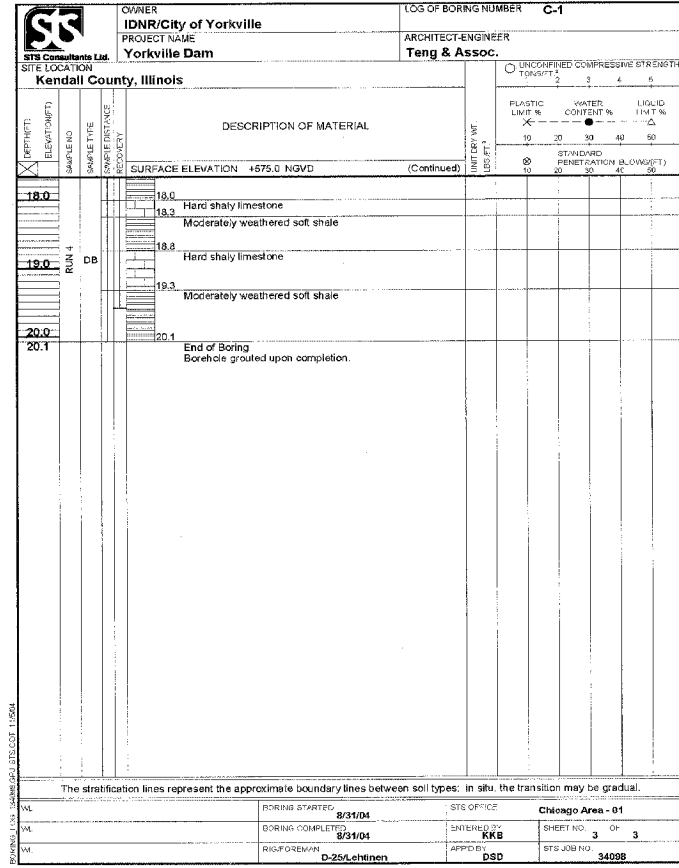 STS
STS Consultants Ltd.
OWNER
IDNR/City of Yorkville
LOG OF BORING NUMBER C-1
PROJECT NAME
Yorkville Dam
ARCHITECT-ENGINEER
Teng & Assoc.
SITE LOCATION
Kendall County, Illinois
UNCONFINED COMPRESSIVE STRENGTH
TONS/FT.²
2 3 4 5
DEPTH(FT)
ELEVATION(FT)
SAMPLE NO
SAMPLE TYPE
SAMPLE DISTANCE
RECOVERY
DESCRIPTION OF MATERIAL
UNIT DRY WT.
LBS./FT³
PLASTIC WATER LIQUID
LIMIT % CONTENT % LIMIT %
10 20 30 40 50
STANDARD
PENETRATION BLOWS/(FT)
10 20 30 40 50
SURFACE ELEVATION +575.0 NGVD (Continued)
18.0 18.0
Hard shaly limestone
18.3
Moderately weathered soft shale
18.8
RUN 4
DB
Hard shaly limestone
19.0
19.3
Moderately weathered soft shale
20.0 20.1
20.1 End of Boring
Borehole grouted upon completion.
The stratification lines represent the approximate boundary lines between soil types: in situ, the transition may be gradual.
WL
BORING STARTED
8/31/04
STS OFFICE
Chicago Area - 01
WL
BORING COMPLETED
8/31/04
ENTERED BY
KKB
SHEET NO. OF
3 3
WL
RIG/FOREMAN
D-25/Lehtinen
APP'D BY
DSD
STS JOB NO.
34098